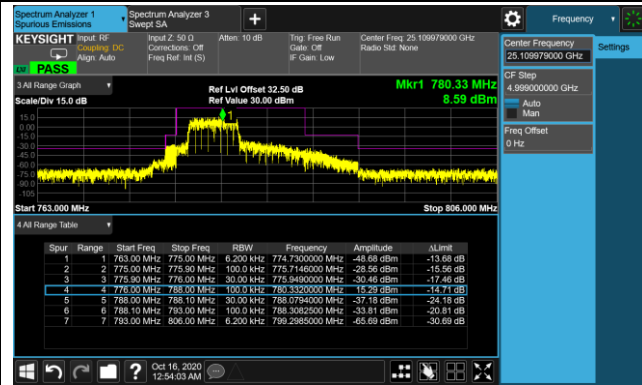 Spectrum Analyzer 1
Spurious Emissions
Spectrum Analyzer 3
Swept SA
Frequency
KEYSIGHT
Input: RF
Coupling: DC
Align: Auto
Input Z: 50 Ω
Corrections: Off
Freq Ref: Int (S)
Atten: 10 dB
Trig: Free Run
Gate: Off
IF Gain: Low
Center Freq: 25.109979000 GHz
Radio Std: None
PASS
Center Frequency
25.109979000 GHz
Settings
CF Step
4.999000000 GHz
Auto
Man
Freq Offset
0 Hz
3 All Range Graph
Scale/Div 15.0 dB
Ref Lvl Offset 32.50 dB
Ref Value 30.00 dBm
Mkr1 780.33 MHz
8.59 dBm
1
15.0
0.00
-15.0
-30.0
-45.0
-60.0
-75.0
-90.0
-105
Start 763.000 MHz
Stop 806.000 MHz
4 All Range Table
Spur Range Start Freq Stop Freq RBW Frequency Amplitude ΔLimit
1 1 763.00 MHz 775.00 MHz 6.200 kHz 774.7300000 MHz -48.68 dBm -13.68 dB
2 2 775.00 MHz 775.90 MHz 100.0 kHz 775.7146000 MHz -28.56 dBm -15.56 dB
3 3 775.90 MHz 776.00 MHz 30.00 kHz 775.9490000 MHz -30.46 dBm -17.46 dB
4 4 776.00 MHz 788.00 MHz 100.0 kHz 780.3320000 MHz 15.29 dBm -14.71 dB
5 5 788.00 MHz 788.10 MHz 30.00 kHz 788.0794000 MHz -37.18 dBm -24.18 dB
6 6 788.10 MHz 793.00 MHz 100.0 kHz 788.3082500 MHz -33.81 dBm -20.81 dB
7 7 793.00 MHz 806.00 MHz 6.200 kHz 799.2985000 MHz -65.69 dBm -30.69 dB
Oct 16, 2020
12:54:03 AM